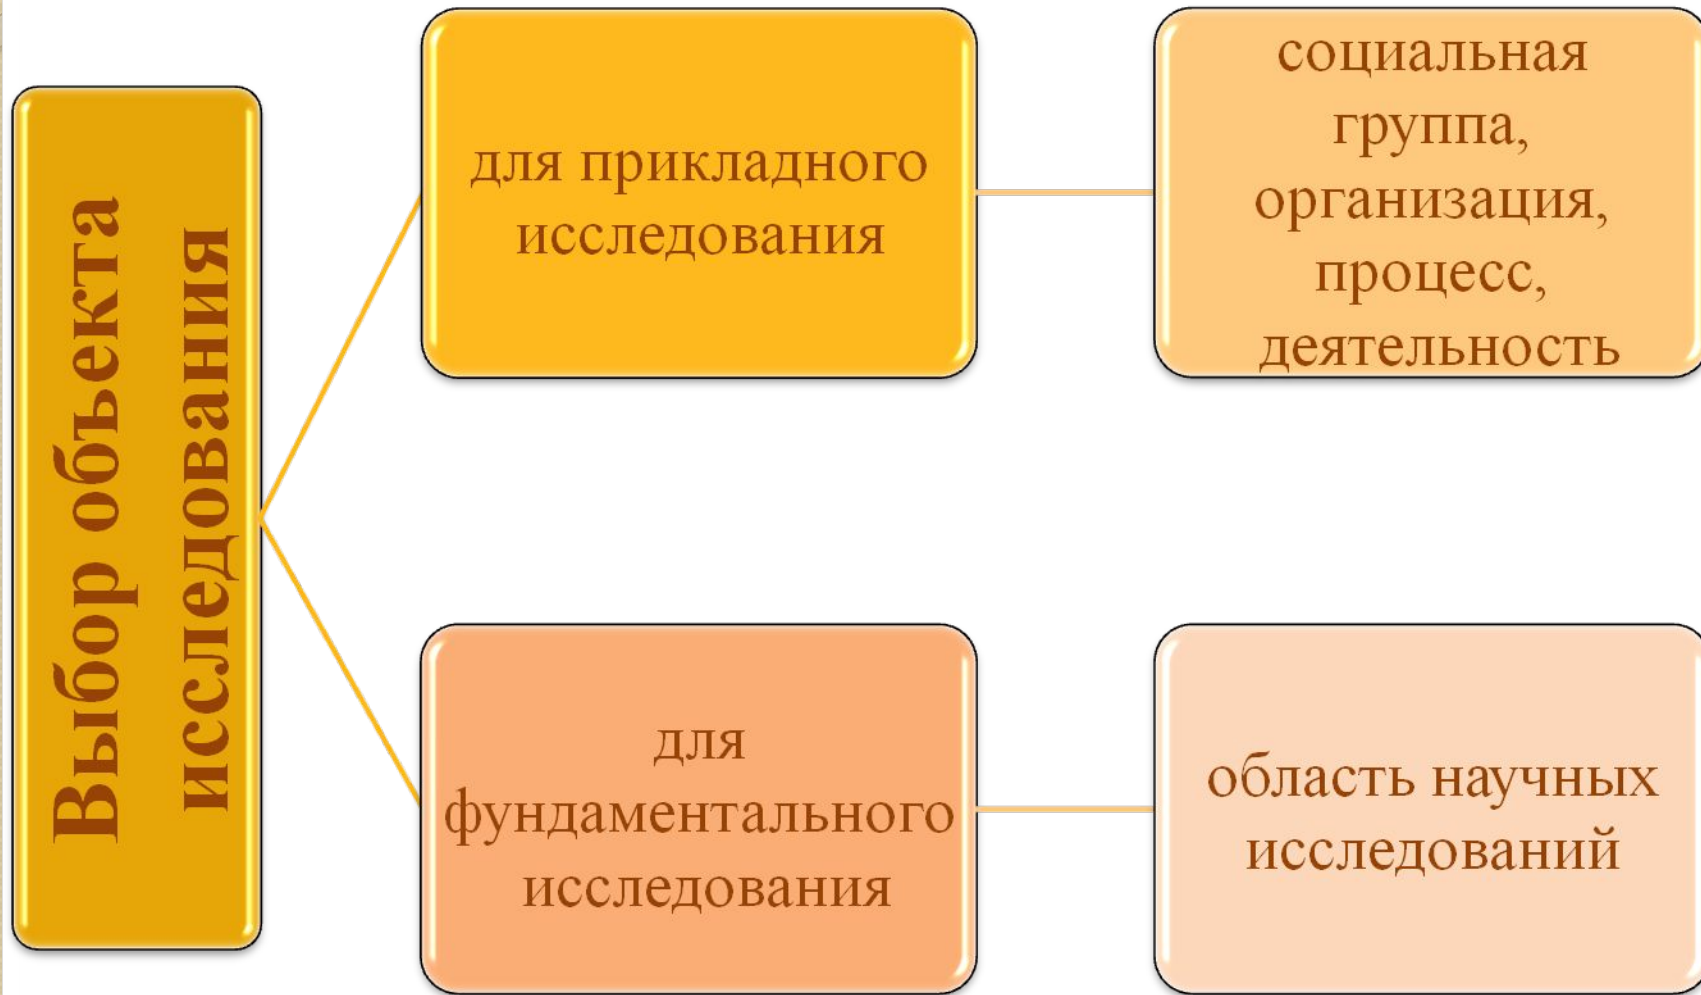 Выбор объекта
исследования
для прикладного
исследования
социальная
группа,
организация,
процесс,
деятельность
для
фундаментального
исследования
область научных
исследований